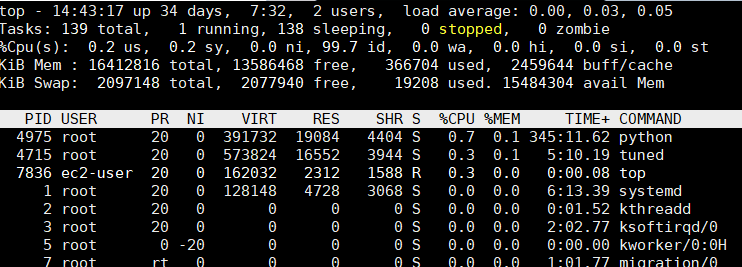 top - 14:43:17 up 34 days,  7:32,  2 users,  load average: 0.00, 0.03, 0.05
Tasks: 139 total,   1 running, 138 sleeping,   0 stopped,   0 zombie
%Cpu(s):  0.2 us,  0.2 sy,  0.0 ni, 99.7 id,  0.0 wa,  0.0 hi,  0.0 si,  0.0 st
KiB Mem : 16412816 total, 13586468 free,   366704 used,  2459644 buff/cache
KiB Swap:  2097148 total,  2077940 free,    19208 used. 15484304 avail Mem
  PID USER      PR  NI    VIRT    RES    SHR S  %CPU %MEM     TIME+ COMMAND
 4975 root      20   0  391732  19084   4404 S   0.7  0.1 345:11.62 python
 4715 root      20   0  573824  16552   3944 S   0.3  0.1   5:10.19 tuned
 7836 ec2-user  20   0  162032   2312   1588 R   0.3  0.0   0:00.08 top
    1 root      20   0  128148   4728   3068 S   0.0  0.0   6:13.39 systemd
    2 root      20   0       0      0      0 S   0.0  0.0   0:01.52 kthreadd
    3 root      20   0       0      0      0 S   0.0  0.0   2:02.77 ksoftirqd/0
    5 root       0 -20       0      0      0 S   0.0  0.0   0:00.00 kworker/0:0H
    7 root      rt   0       0      0      0 S   0.0  0.0   1:01.77 migration/0